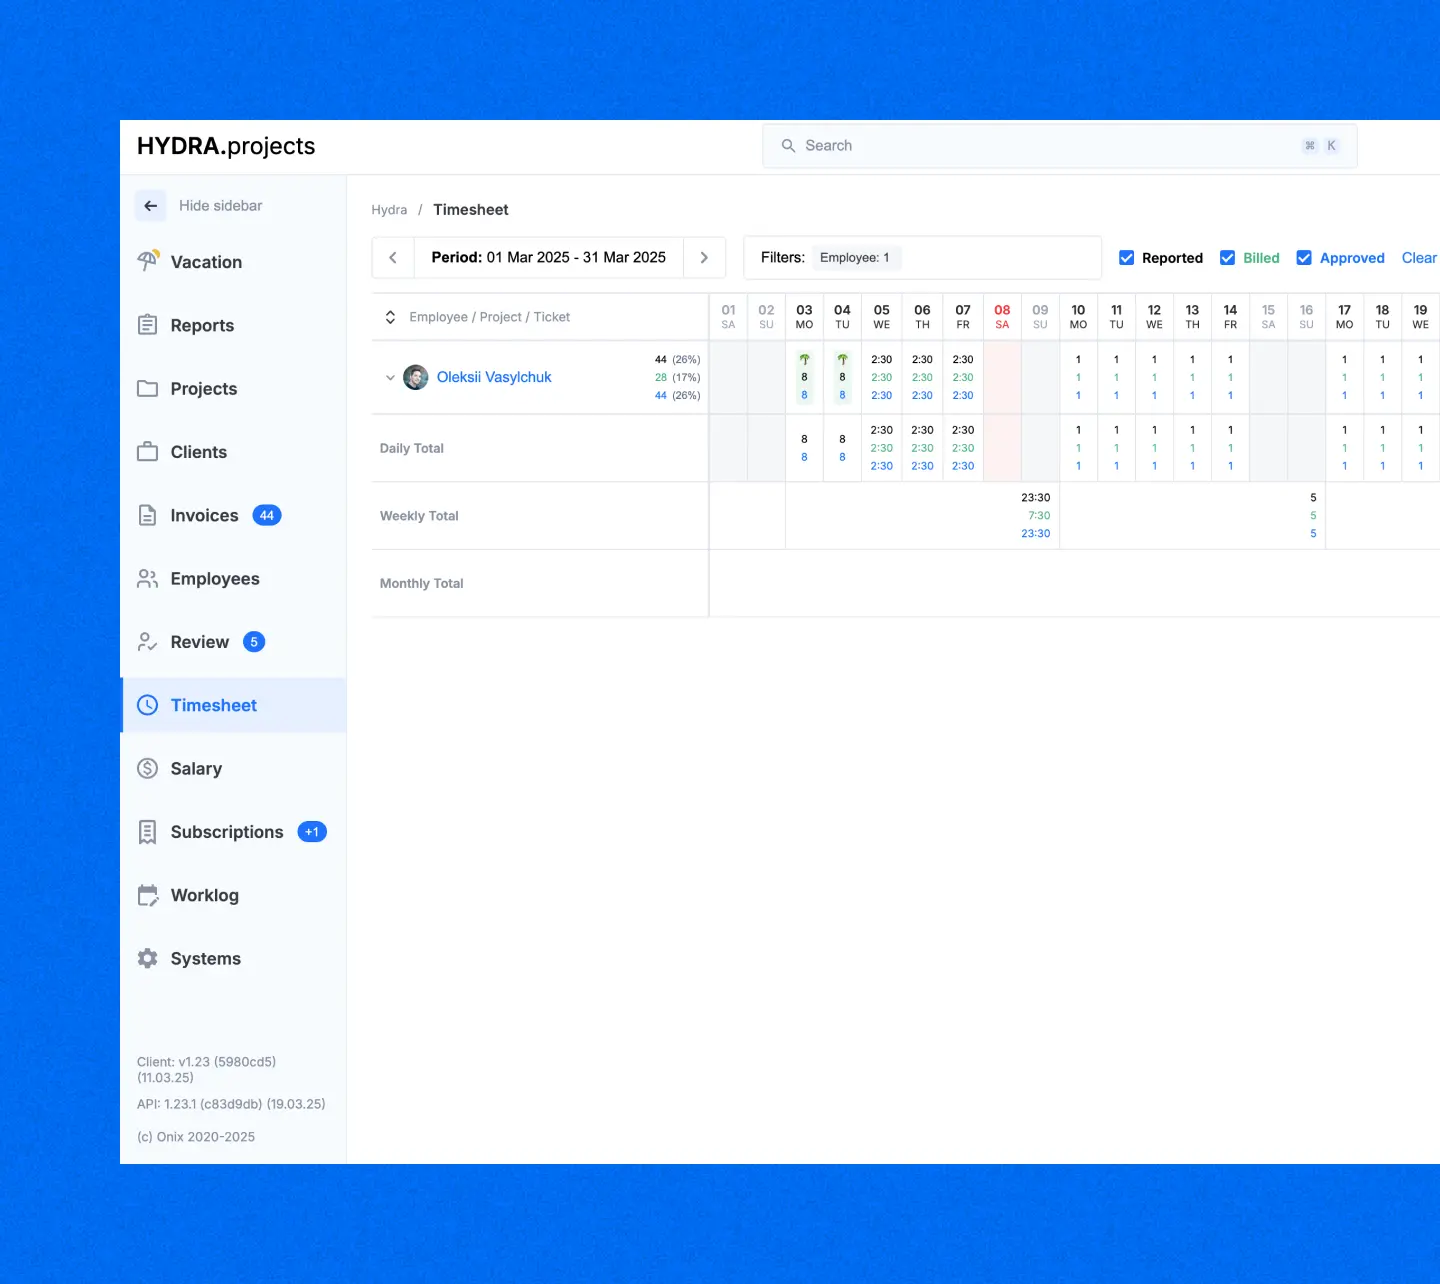 HYDRA.projects
Search
⌘ K
Hide sidebar
Vacation
Reports
Projects
Clients
Invoices 44
Employees
Review 5
Timesheet
Salary
Subscriptions +1
Worklog
Systems
Client: v1.23 (5980cd5)
(11.03.25)
API: 1.23.1 (c83d9db) (19.03.25)
(c) Onix 2020-2025
Hydra / Timesheet
Period: 01 Mar 2025 - 31 Mar 2025
Filters: Employee: 1
Reported Billed Approved Clear
Employee / Project / Ticket
01 02 03 04 05 06 07 08 09 10 11 12 13 14 15 16 17 18 19
SA SU MO TU WE TH FR SA SU MO TU WE TH FR SA SU MO TU WE
44 (26%) 2:30 2:30 2:30 1 1 1 1 1 1 1 1
Oleksii Vasylchuk 28 (17%) 8 8 2:30 2:30 2:30 1 1 1 1 1 1 1 1
44 (26%) 8 8 2:30 2:30 2:30 1 1 1 1 1 1 1 1
2:30 2:30 2:30 1 1 1 1 1 1 1 1
8 8
Daily Total 2:30 2:30 2:30 1 1 1 1 1 1 1 1
8 8
2:30 2:30 2:30 1 1 1 1 1 1 1 1
23:30 5
Weekly Total 7:30 5
23:30 5
Monthly Total